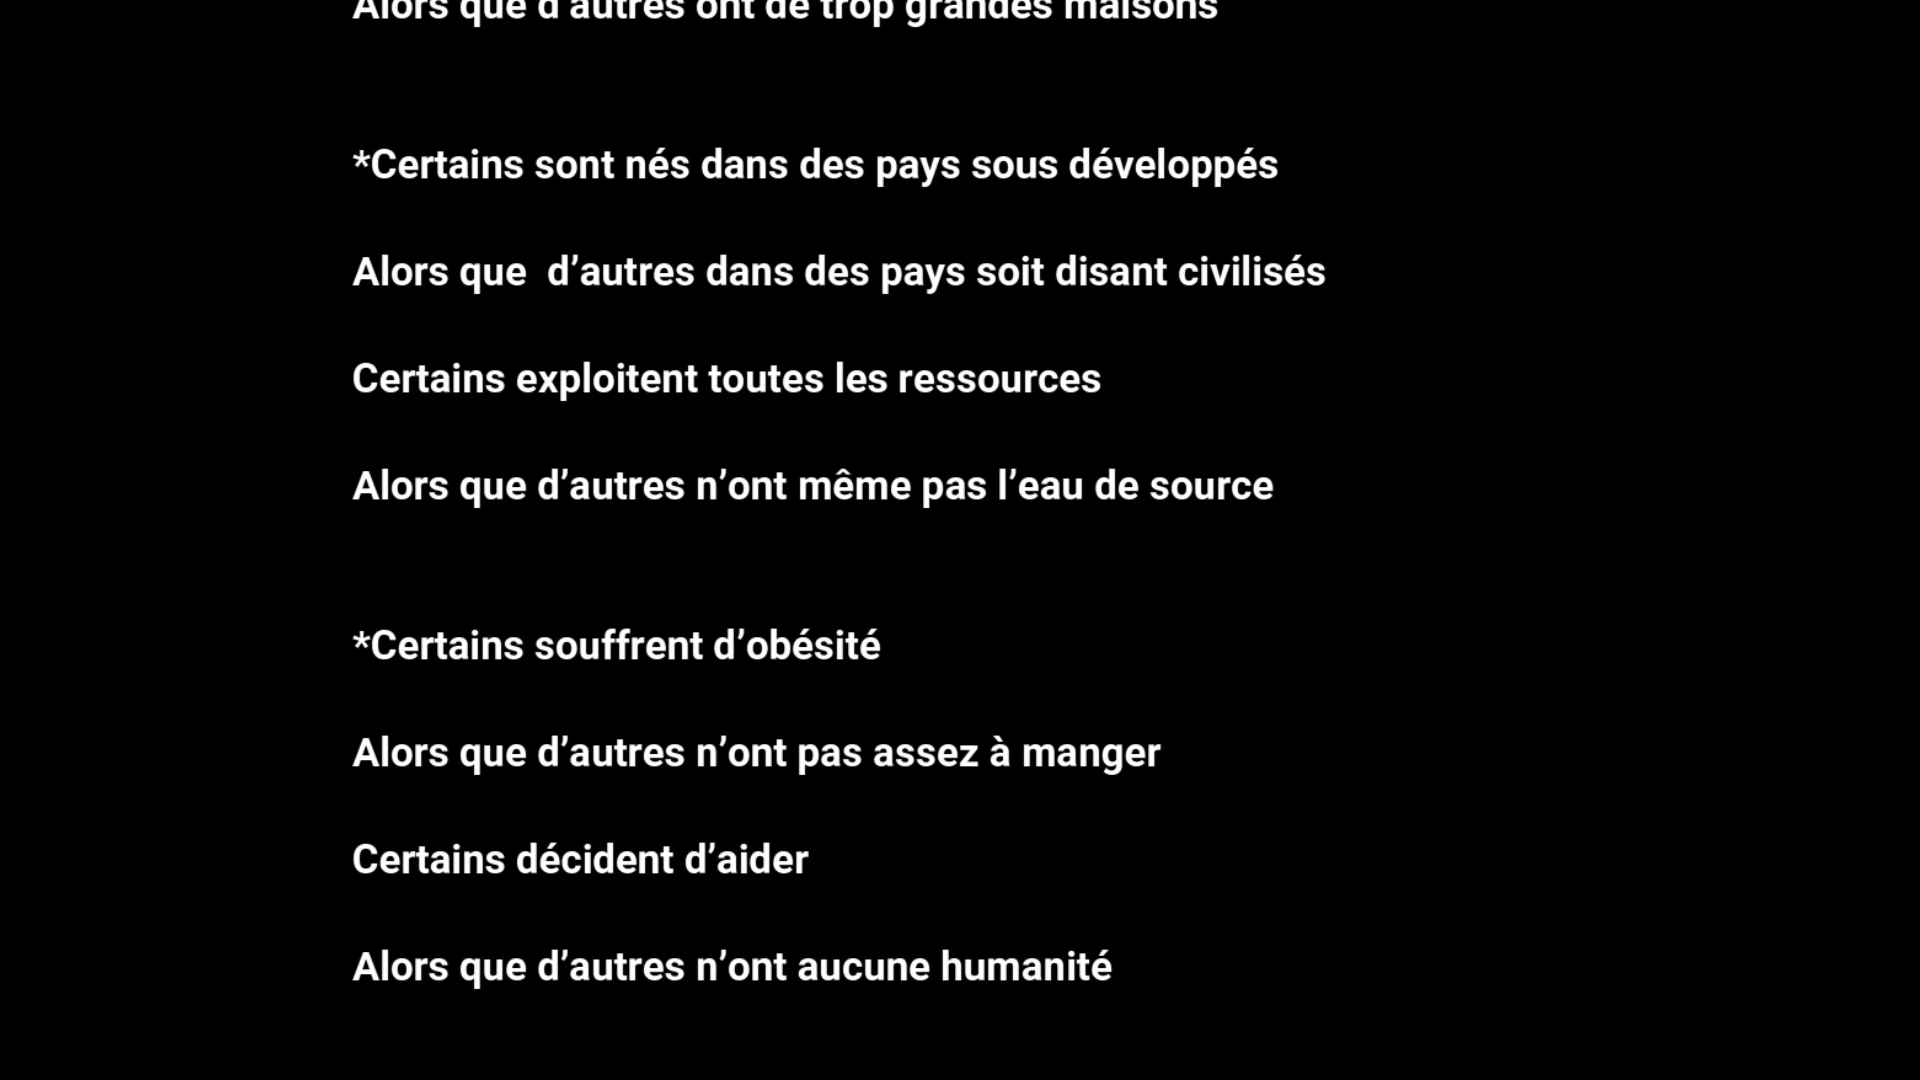 Alors que d'autres ont de trop grandes maisons
*Certains sont nés dans des pays sous développés
Alors que  d’autres dans des pays soit disant civilisés
Certains exploitent toutes les ressources
Alors que d’autres n’ont même pas l’eau de source
*Certains souffrent d’obésité
Alors que d’autres n’ont pas assez à manger
Certains décident d’aider
Alors que d’autres n’ont aucune humanité